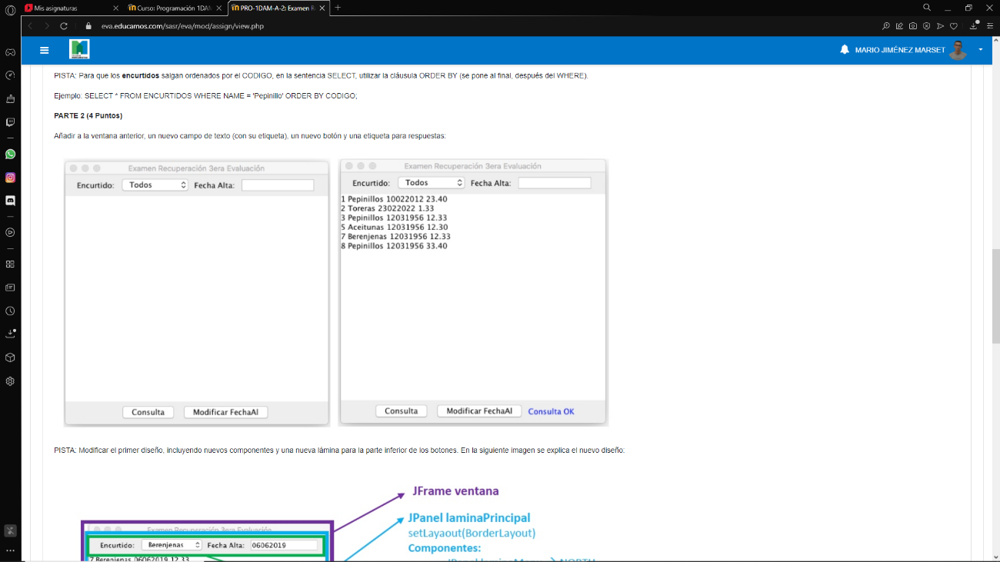 Mis asignaturas
Curso: Programación 1DAM
PRO-1DAM-A-2: Examen R
eva.educamos.com/sasr/eva/mod/assign/view.php
MARIO JIMÉNEZ MARSET
PISTA: Para que los encurtidos salgan ordenados por el CODIGO, en la sentencia SELECT, utilizar la cláusula ORDER BY (se pone al final, después del WHERE).
Ejemplo: SELECT * FROM ENCURTIDOS WHERE NAME = 'Pepinillo' ORDER BY CODIGO;
PARTE 2 (4 Puntos)
Añadir a la ventana anterior, un nuevo campo de texto (con su etiqueta), un nuevo botón y una etiqueta para respuestas:
Examen Recuperación 3era Evaluación
Encurtido: Todos Fecha Alta:
Consulta Modificar FechaAl
Examen Recuperación 3era Evaluación
Encurtido: Todos Fecha Alta:
1 Pepinillos 10022012 23.40
2 Toreras 23022022 1.33
3 Pepinillos 12031956 12.33
5 Aceitunas 12031956 12.30
7 Berenjenas 12031956 12.33
8 Pepinillos 12031956 33.40
Consulta Modificar FechaAl Consulta OK
PISTA: Modificar el primer diseño, incluyendo nuevos componentes y una nueva lámina para la parte inferior de los botones. En la siguiente imagen se explica el nuevo diseño:
JFrame ventana
JPanel laminaPrincipal
setLayaout(BorderLayout)
Componentes:
Examen Recuperación 3era Evaluación
Encurtido: Berenjenas Fecha Alta: 06062019
7 Berenjenas 06062019 12.33